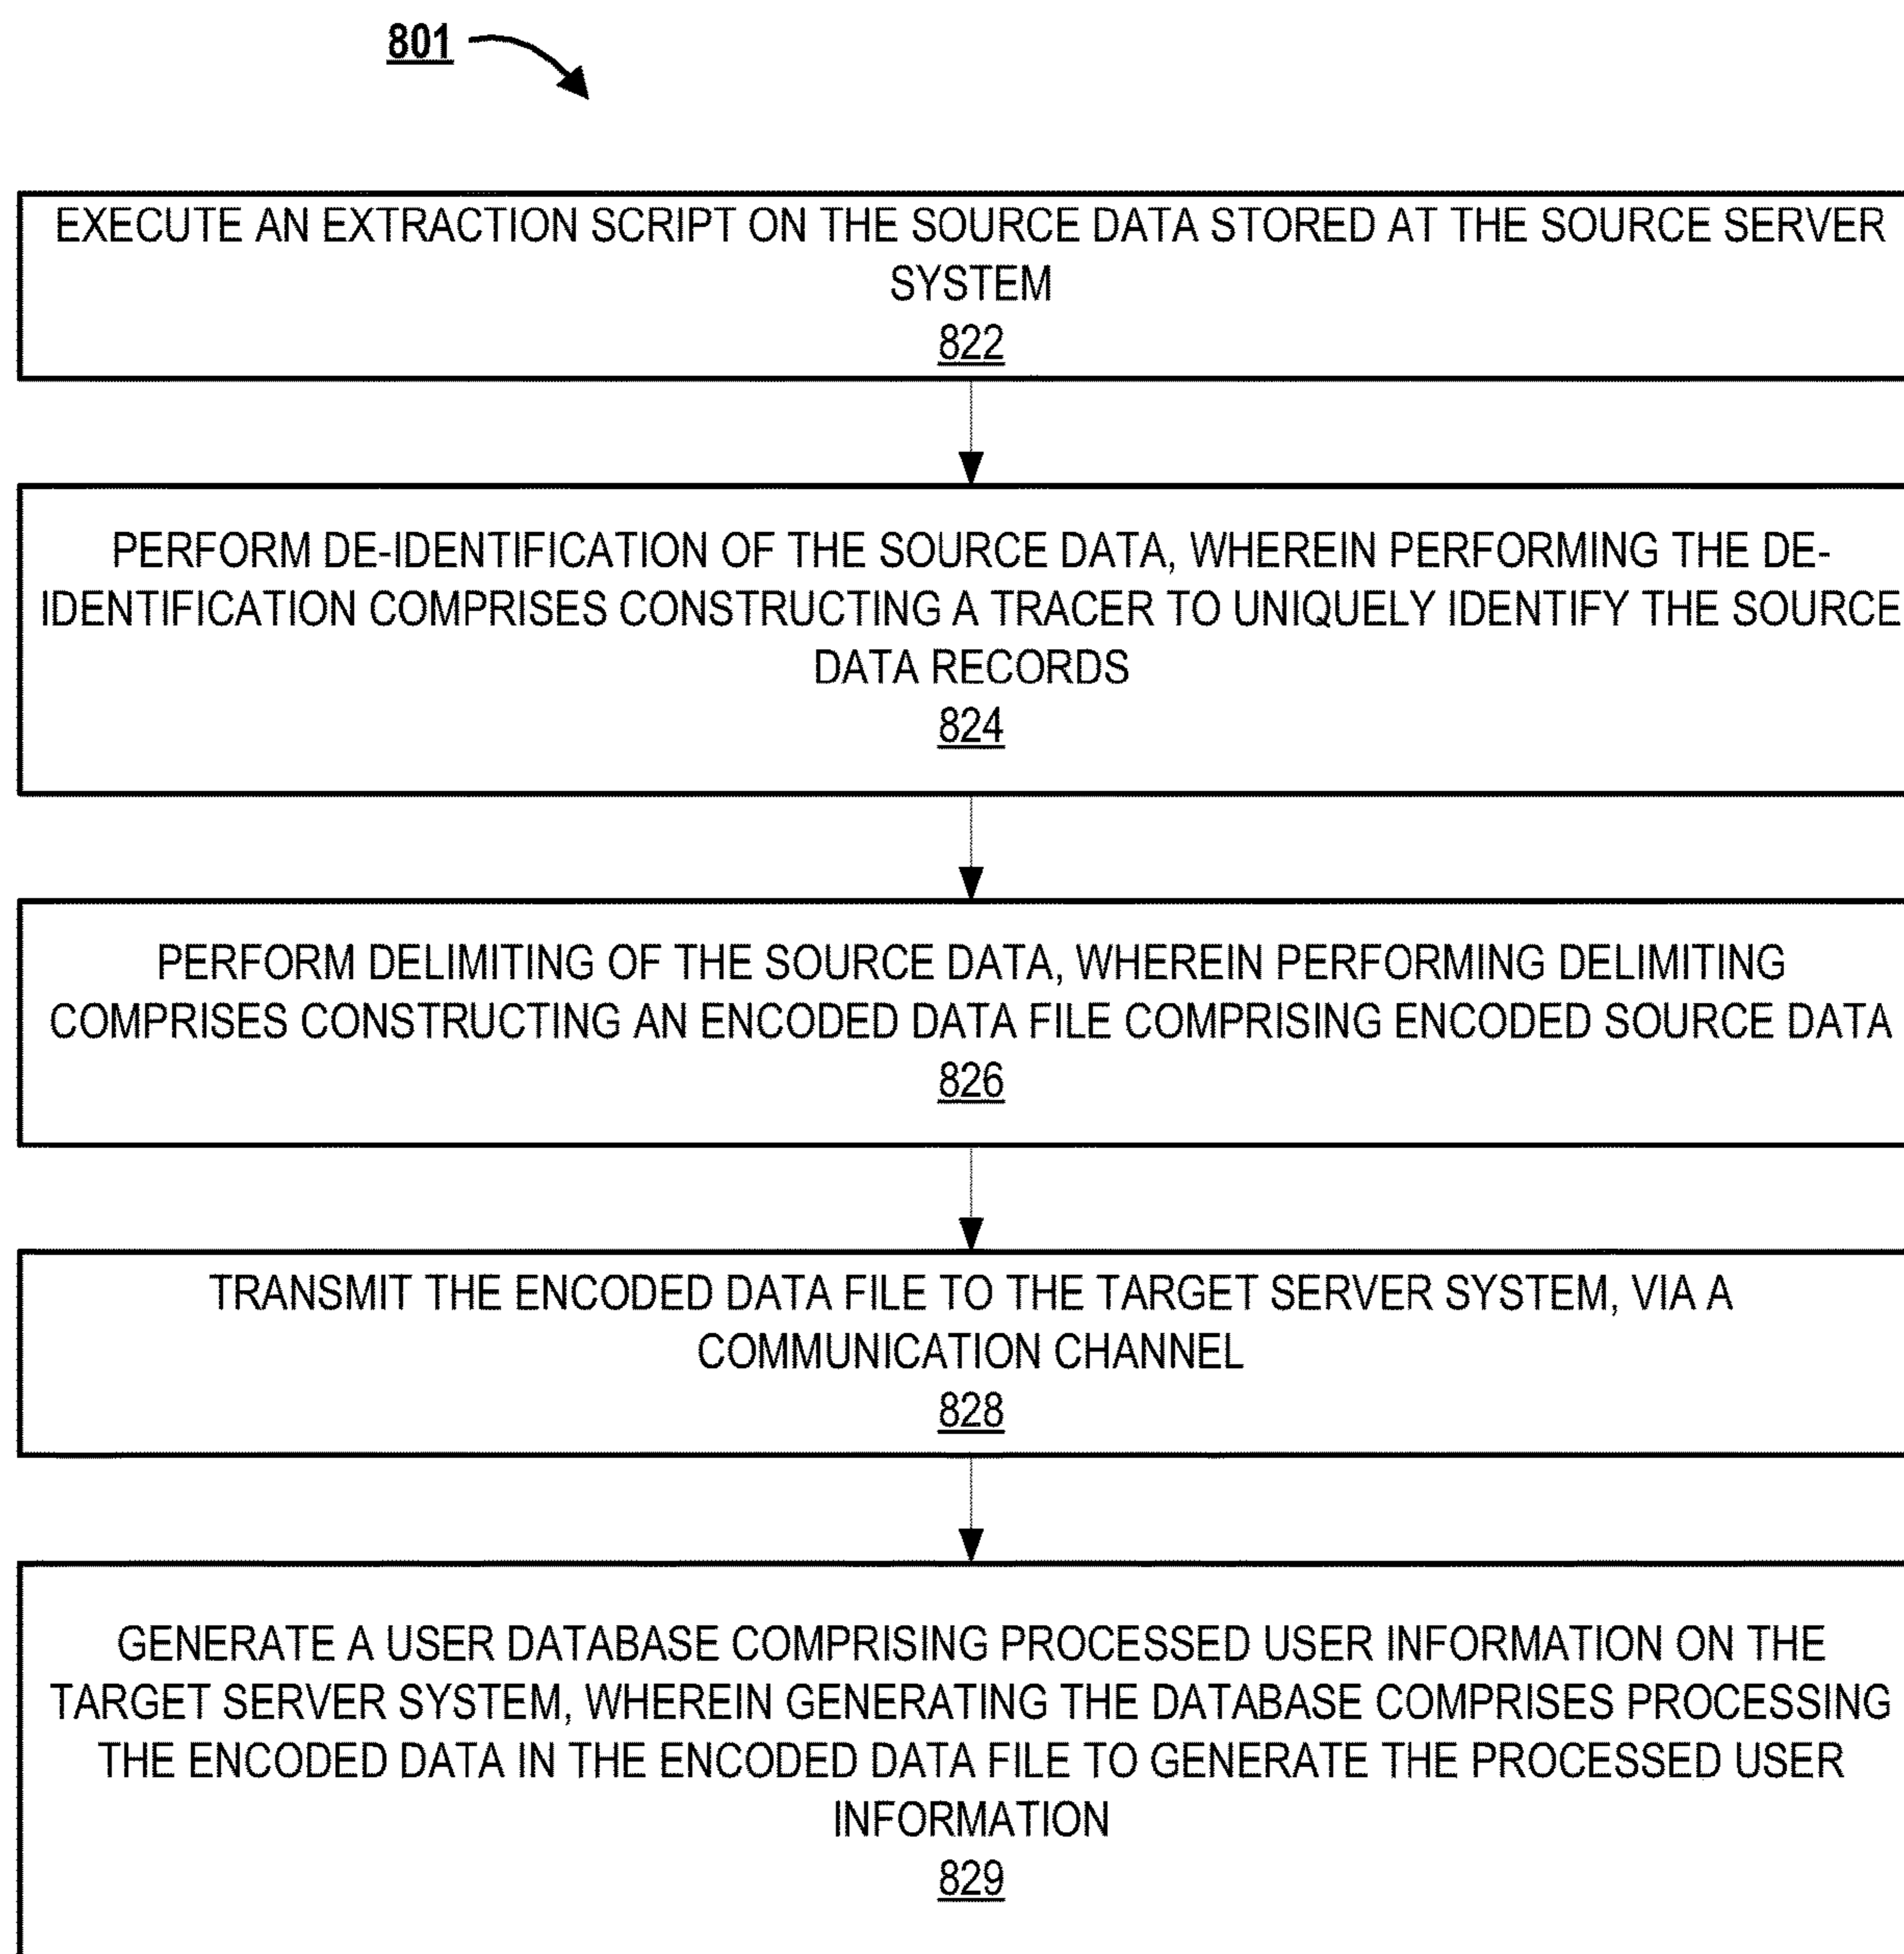 801
EXECUTE AN EXTRACTION SCRIPT ON THE SOURCE DATA STORED AT THE SOURCE SERVER
SYSTEM
822
PERFORM DE-IDENTIFICATION OF THE SOURCE DATA, WHEREIN PERFORMING THE DE-
IDENTIFICATION COMPRISES CONSTRUCTING A TRACER TO UNIQUELY IDENTIFY THE SOURCE
DATA RECORDS
824
PERFORM DELIMITING OF THE SOURCE DATA, WHEREIN PERFORMING DELIMITING
COMPRISES CONSTRUCTING AN ENCODED DATA FILE COMPRISING ENCODED SOURCE DATA
826
TRANSMIT THE ENCODED DATA FILE TO THE TARGET SERVER SYSTEM, VIA A
COMMUNICATION CHANNEL
828
GENERATE A USER DATABASE COMPRISING PROCESSED USER INFORMATION ON THE
TARGET SERVER SYSTEM, WHEREIN GENERATING THE DATABASE COMPRISES PROCESSING
THE ENCODED DATA IN THE ENCODED DATA FILE TO GENERATE THE PROCESSED USER
INFORMATION
829